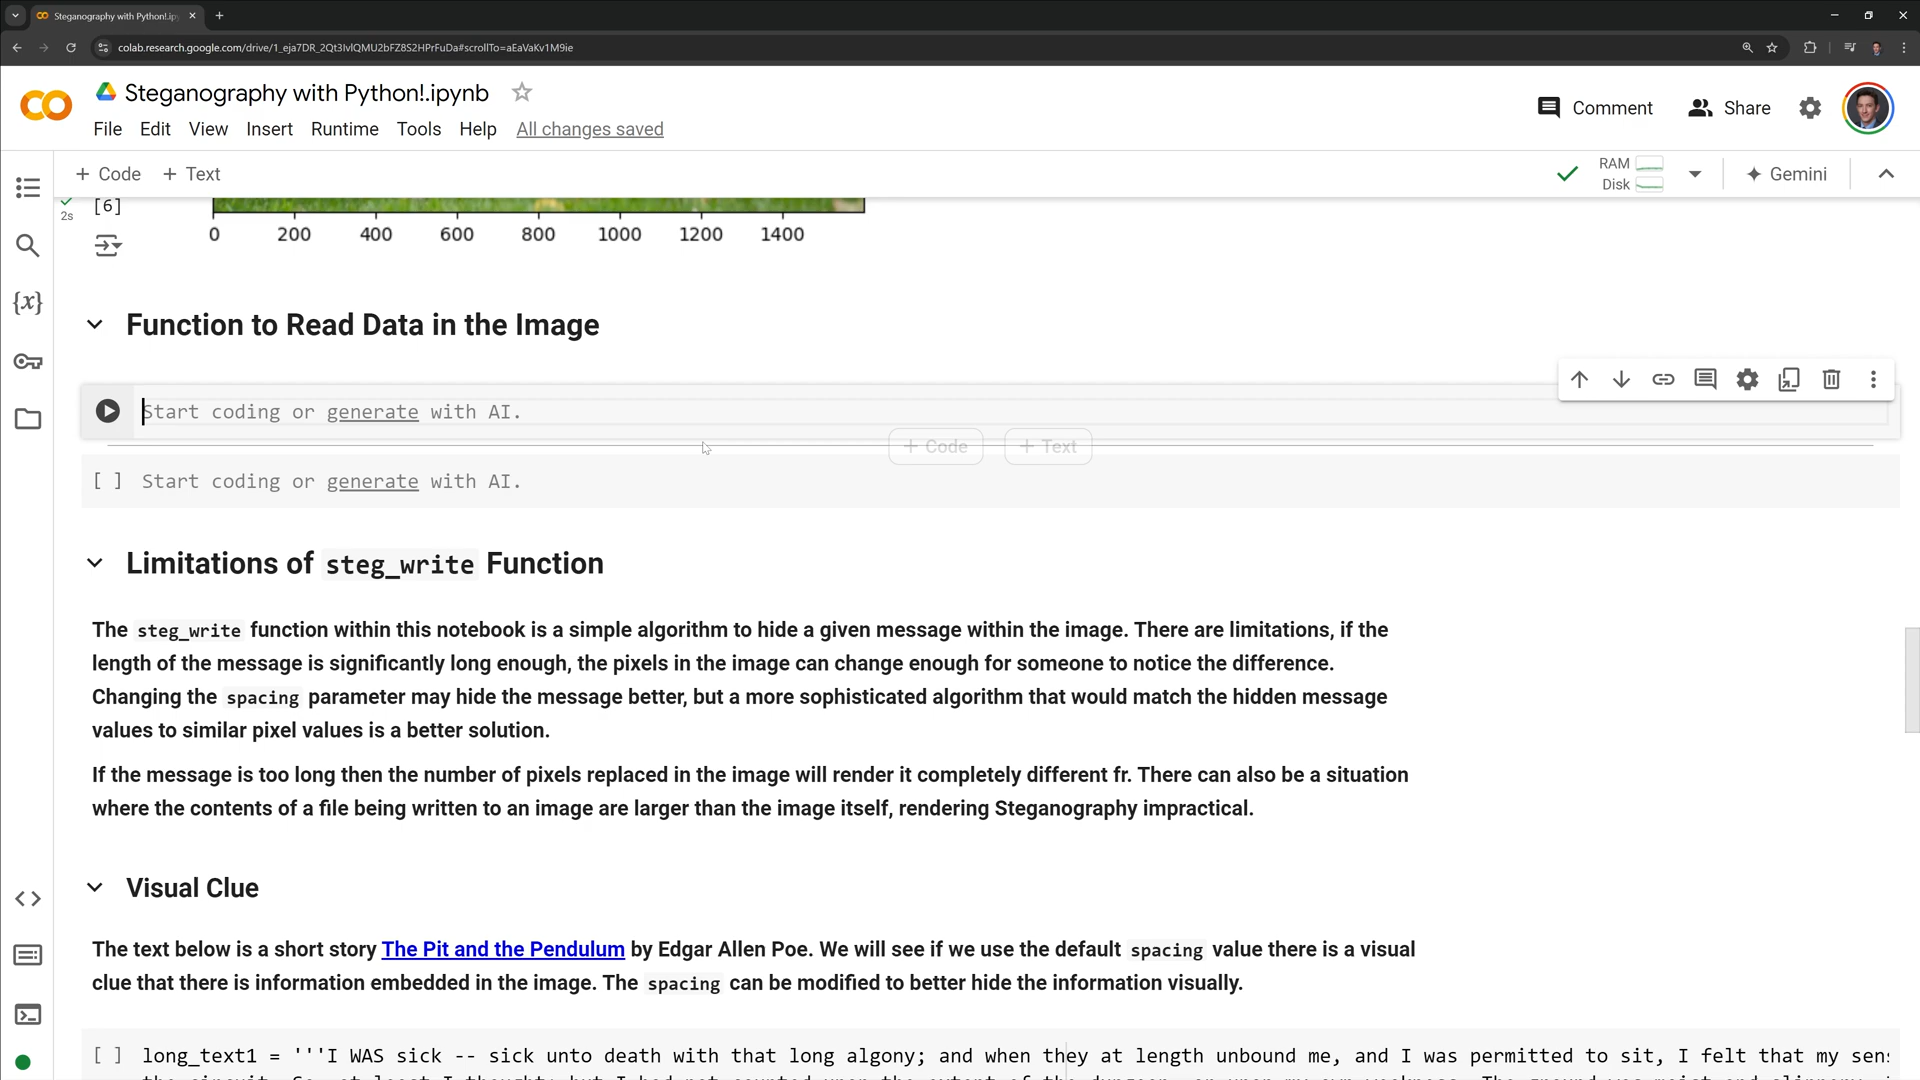 Steganography with Python!.ip
colab.research.google.com/drive/1_eja7DR_2Qt3IvlQMU2bFZ8S2HPrFuDa#scrollTo=aEaVaKv1M9ie
Steganography with Python!.ipynb
Comment
Share
File Edit View Insert Runtime Tools Help All changes saved
+ Code + Text
RAM
Disk
Gemini
[6]
2s
0 200 400 600 800 1000 1200 1400
{x}
Function to Read Data in the Image
Start coding or generate with AI.
+ Code + Text
[ ] Start coding or generate with AI.
Limitations of steg_write Function
The steg_write function within this notebook is a simple algorithm to hide a given message within the image. There are limitations, if the
length of the message is significantly long enough, the pixels in the image can change enough for someone to notice the difference.
Changing the spacing parameter may hide the message better, but a more sophisticated algorithm that would match the hidden message
values to similar pixel values is a better solution.
If the message is too long then the number of pixels replaced in the image will render it completely different fr. There can also be a situation
where the contents of a file being written to an image are larger than the image itself, rendering Steganography impractical.
Visual Clue
The text below is a short story The Pit and the Pendulum by Edgar Allen Poe. We will see if we use the default spacing value there is a visual
clue that there is information embedded in the image. The spacing can be modified to better hide the information visually.
[ ] long_text1 = '''I WAS sick -- sick unto death with that long algony; and when they at length unbound me, and I was permitted to sit, I felt that my sens